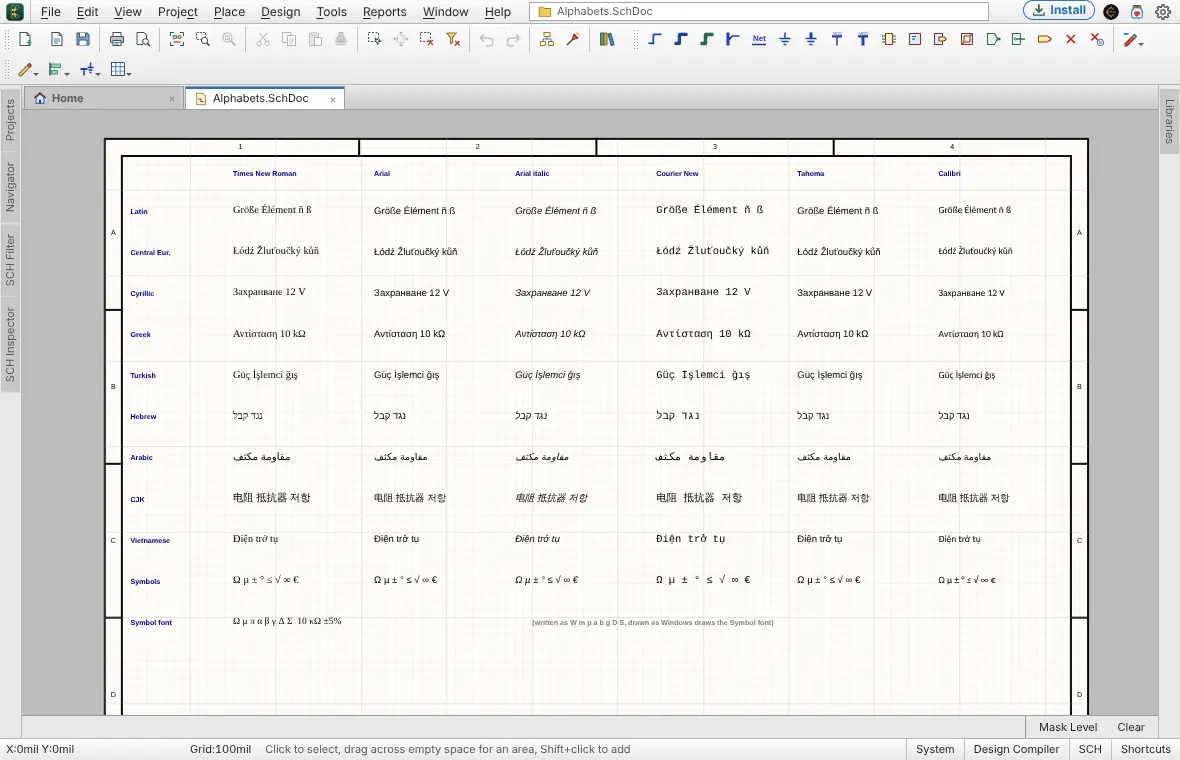 File Edit View Project Place Design Tools Reports Window Help Alphabets.SchDoc Install
Net VCC VCC
Home × Alphabets.SchDoc ×
Projects
Navigator
SCH Filter
SCH Inspector
Libraries
1 2 3 4
Times New Roman Arial Arial italic Courier New Tahoma Calibri
Latin Größe Élément ñ ß Größe Élément ñ ß Größe Élément ñ ß Größe Élément ñ ß Größe Élément ñ ß Größe Élément ñ ß
A A
Central Eur. Łódź Žluťoučký kůň Łódź Žluťoučký kůň Łódź Žluťoučký kůň Łódź Žluťoučký kůň Łódź Žluťoučký kůň Łódź Žluťoučký kůň
Cyrillic Захранване 12 V Захранване 12 V Захранване 12 V Захранване 12 V Захранване 12 V Захранване 12 V
Greek Αντίσταση 10 kΩ Αντίσταση 10 kΩ Αντίσταση 10 kΩ Αντίσταση 10 kΩ Αντίσταση 10 kΩ Αντίσταση 10 kΩ
Turkish Güç İşlemci ğış Güç İşlemci ğış Güç İşlemci ğış Güç İşlemci ğış Güç İşlemci ğış Güç İşlemci ğış
B B
Hebrew נגד קבל נגד קבל נגד קבל נגד קבל נגד קבל נגד קבל
Arabic مقاومة مكثف مقاومة مكثف مقاومة مكثف مقاومة مكثف مقاومة مكثف مقاومة مكثف
CJK 电阻 抵抗器 저항 电阻 抵抗器 저항 电阻 抵抗器 저항 电阻 抵抗器 저항 电阻 抵抗器 저항 电阻 抵抗器 저항
Vietnamese Điện trở tụ Điện trở tụ Điện trở tụ Điện trở tụ Điện trở tụ Điện trở tụ
C C
Symbols Ω µ ± ° ≤ √ ∞ € Ω µ ± ° ≤ √ ∞ € Ω µ ± ° ≤ √ ∞ € Ω µ ± ° ≤ √ ∞ € Ω µ ± ° ≤ √ ∞ € Ω µ ± ° ≤ √ ∞ €
Symbol font Ω μ π α β γ Δ Σ 10 κΩ ±5% (written as W m p a b g D S, drawn as Windows draws the Symbol font)
D D
Mask Level Clear
X:0mil Y:0mil Grid:100mil Click to select, drag across empty space for an area, Shift+click to add System Design Compiler SCH Shortcuts